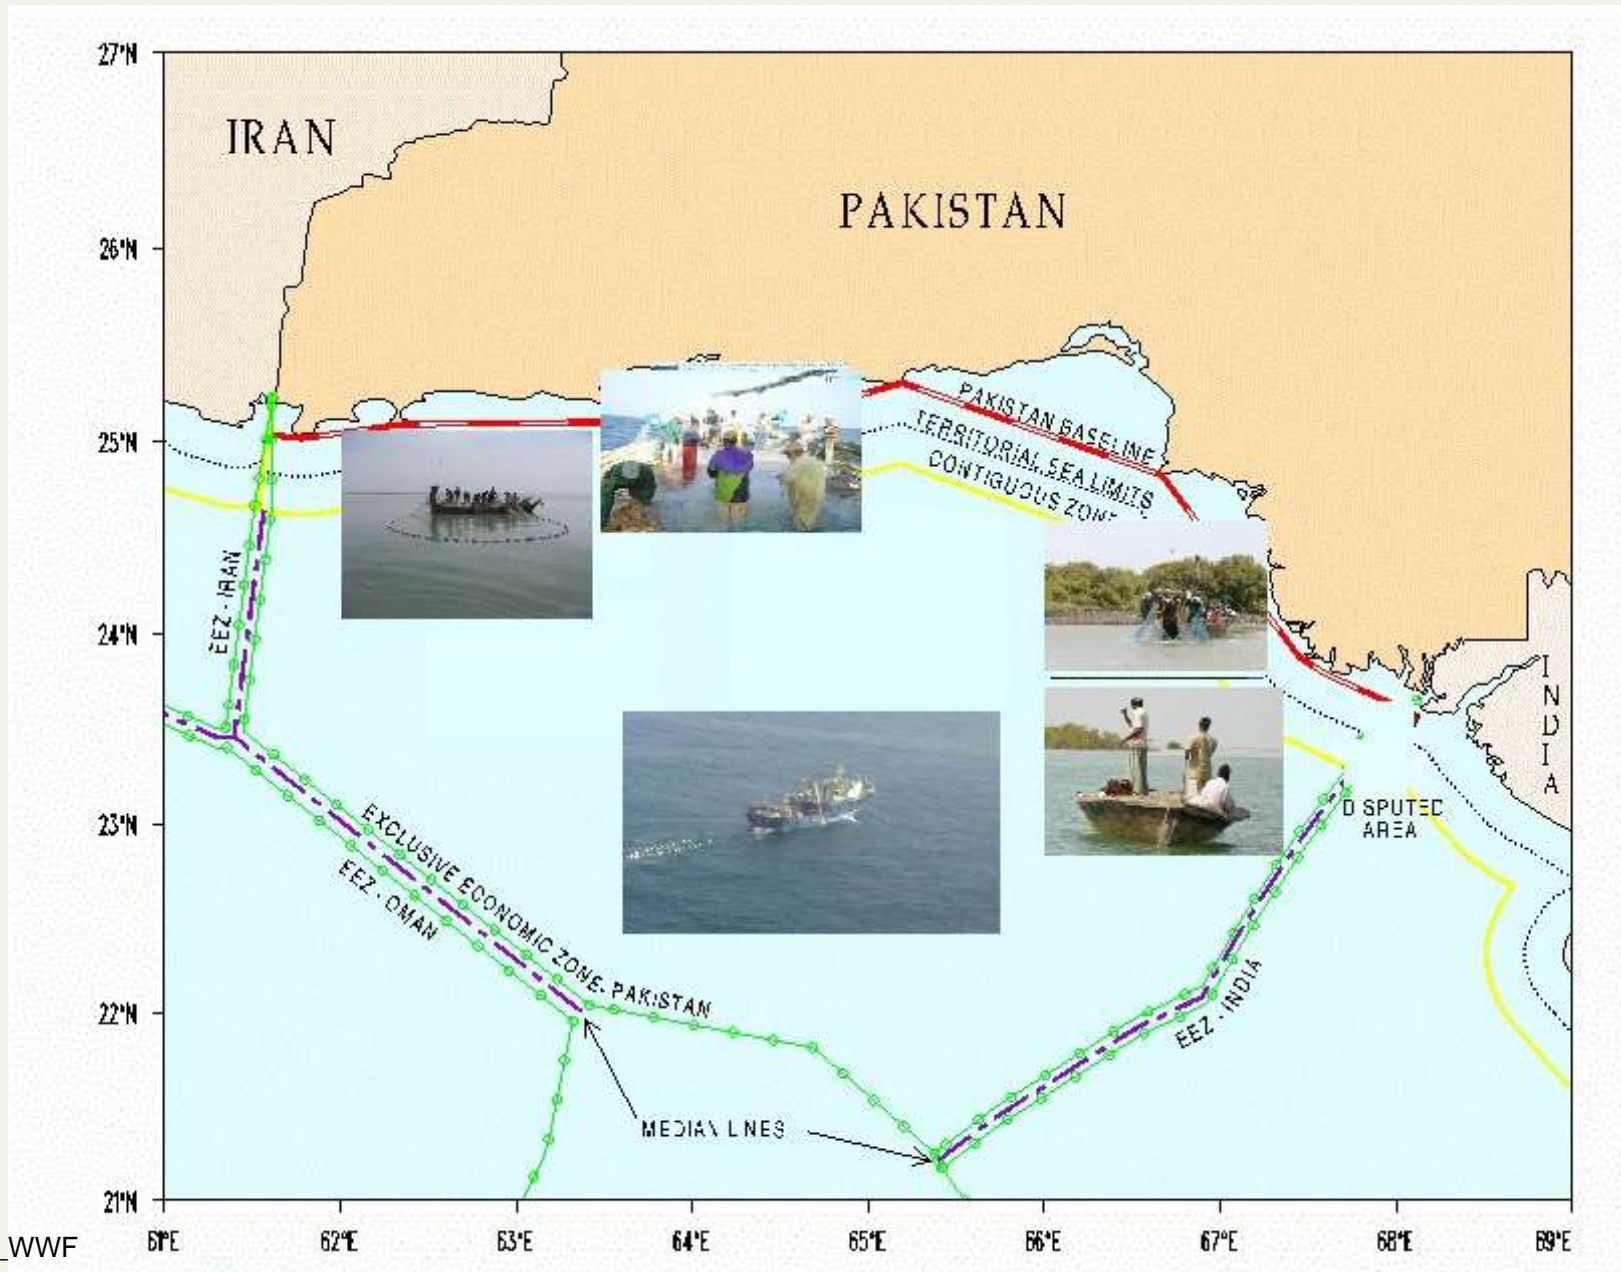 27°N
IRAN
PAKISTAN
26°N
PAKISTAN BASELINE
25°N
TERRITORIAL SEA LIMITS
CONTIGUOUS ZONE
EEZ - IRAN
24°N
INDIA
23°N
DISPUTED
AREA
EXCLUSIVE ECONOMIC ZONE- PAKISTAN
EEZ - OMAN
22°N
EEZ - INDIA
MEDIAN LINES
21°N
61°E 62°E 63°E 64°E 65°E 66°E 67°E 68°E 69°E
_WWF